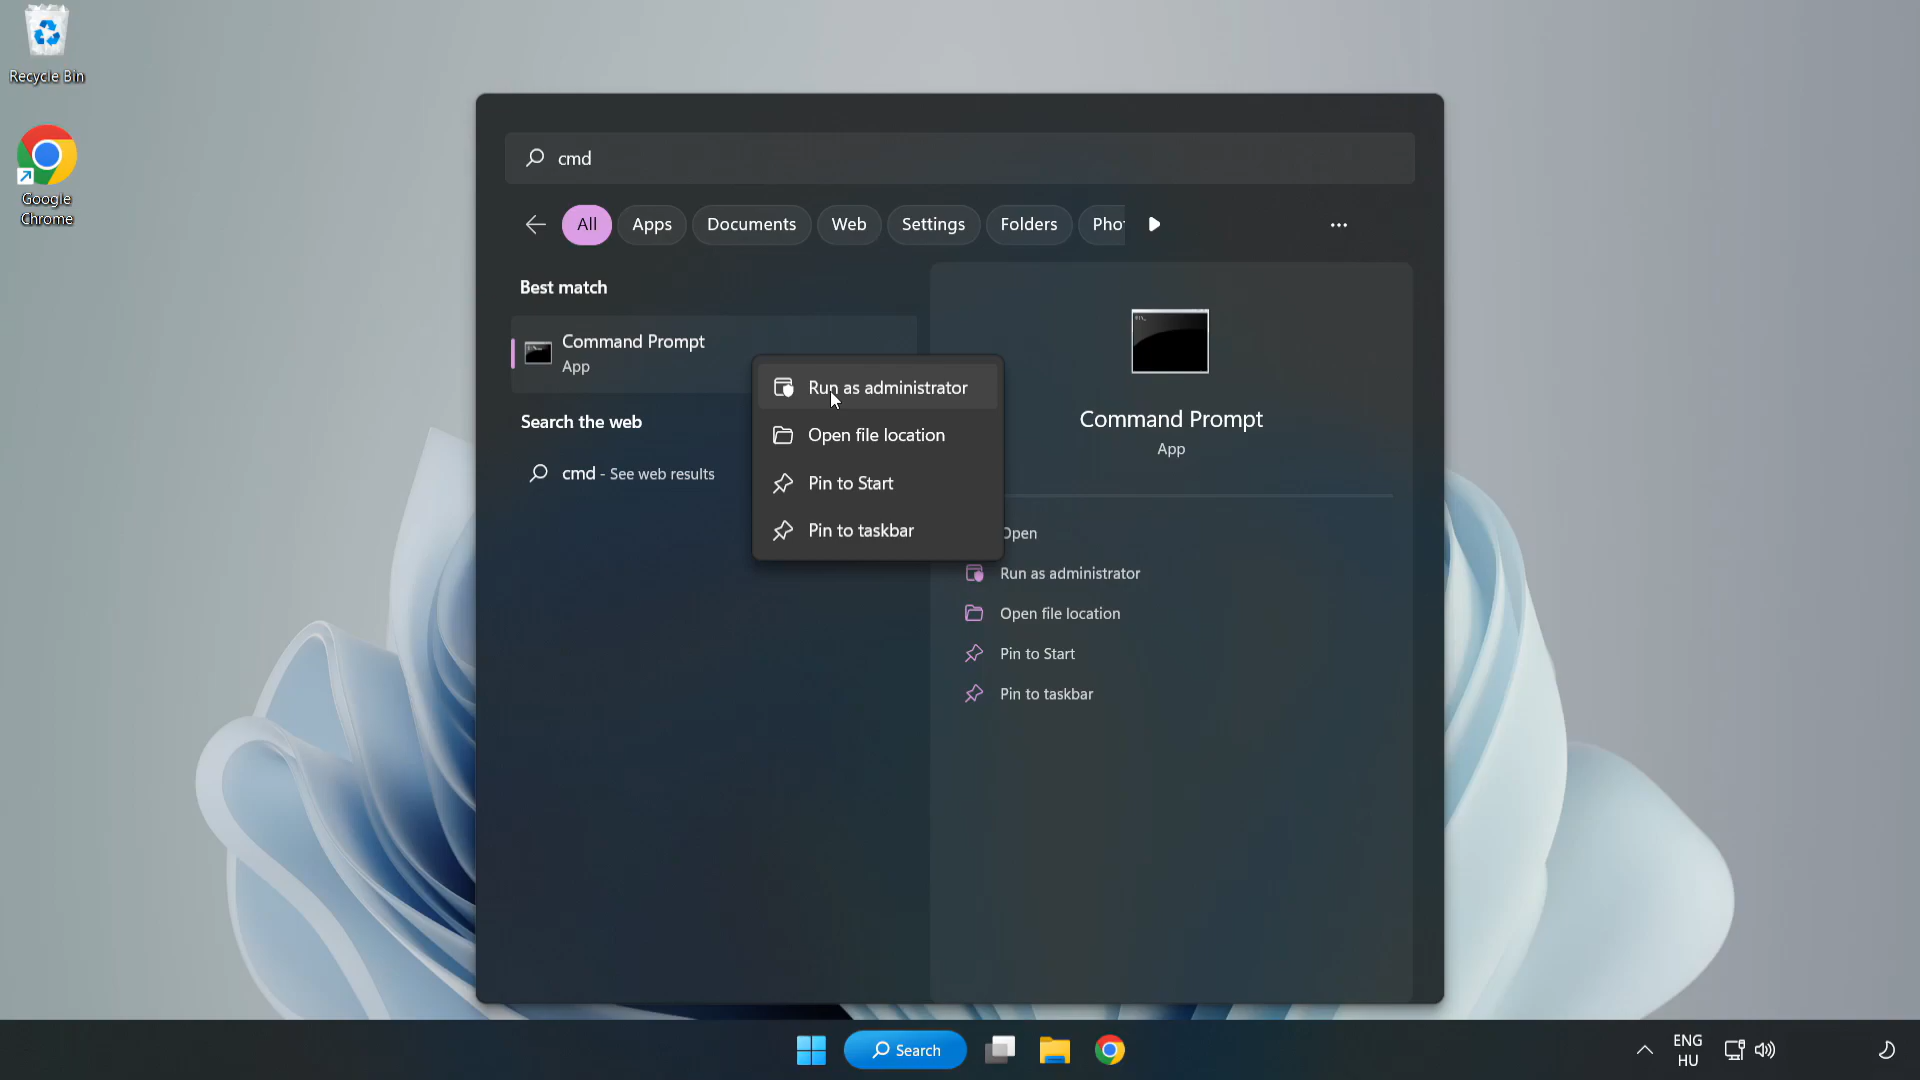 Recycle Bin
Google
Chrome
cmd
All
Apps
Documents
Web
Settings
Folders
Pho
Best match
Command Prompt
App
Search the web
cmd - See web results
Run as administrator
Open file location
Pin to Start
Pin to taskbar
Command Prompt
App
Open
Run as administrator
Open file location
Pin to Start
Pin to taskbar
Search
ENG
HU